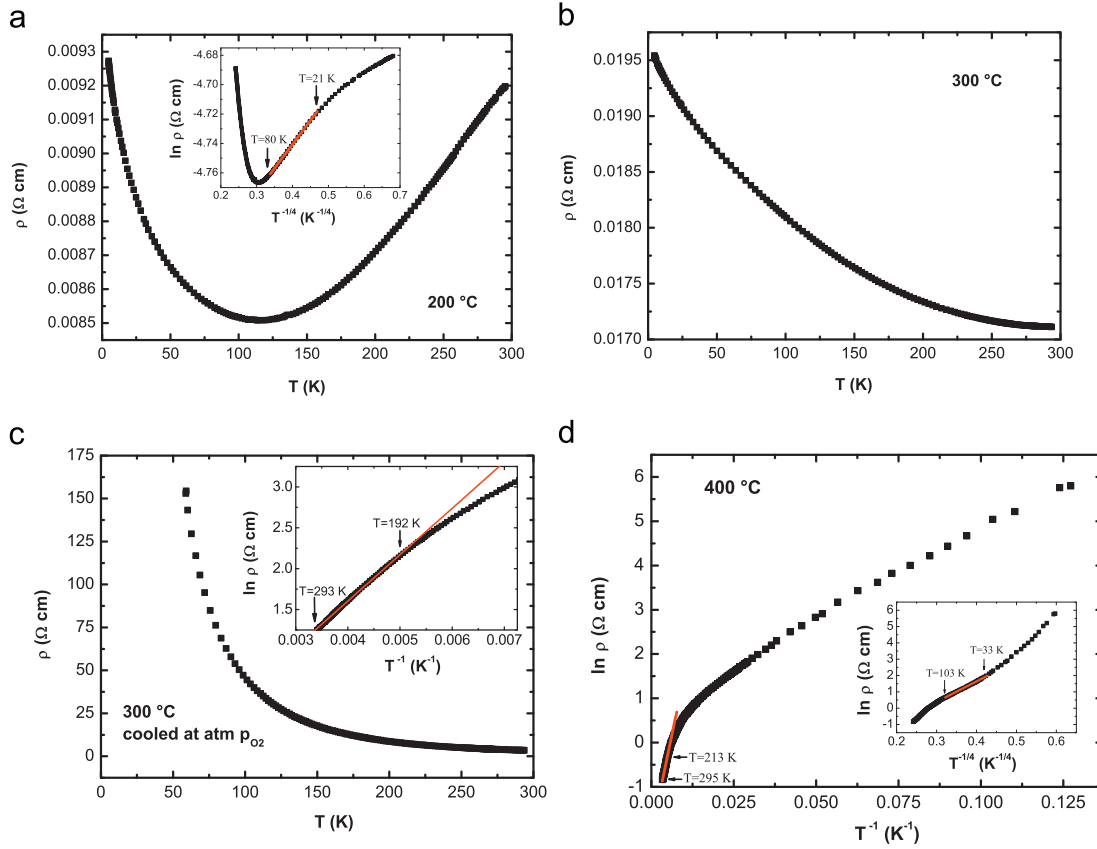 a
0.0093
0.0092
0.0091
0.0090
0.0089
0.0088
0.0087
0.0086
0.0085
ρ (Ω cm)
0 50 100 150 200 250 300
T (K)
200 °C
-4.68
-4.70
-4.72
-4.74
-4.76
ln ρ (Ω cm)
0.2 0.3 0.4 0.5 0.6 0.7
T⁻¹/⁴ (K⁻¹/⁴)
T=21 K
T=80 K
b
0.0195
0.0190
0.0185
0.0180
0.0175
0.0170
ρ (Ω cm)
0 50 100 150 200 250 300
T (K)
300 °C
c
175
150
125
100
75
50
25
0
ρ (Ω cm)
0 50 100 150 200 250 300
T (K)
300 °C
cooled at atm p_O2
3.0
2.5
2.0
1.5
ln ρ (Ω cm)
0.003 0.004 0.005 0.006 0.007
T⁻¹ (K⁻¹)
T=192 K
T=293 K
d
6
5
4
3
2
1
0
-1
ln ρ (Ω cm)
0.000 0.025 0.050 0.075 0.100 0.125
T⁻¹ (K⁻¹)
400 °C
T=213 K
T=295 K
6
5
4
3
2
1
0
-1
ln ρ (Ω cm)
0.2 0.3 0.4 0.5 0.6
T⁻¹/⁴ (K⁻¹/⁴)
T=33 K
T=103 K